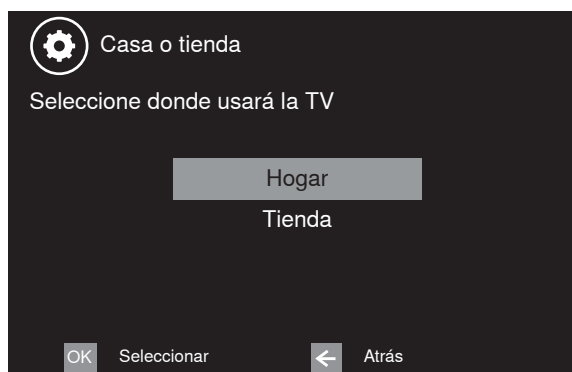 Casa o tienda
Seleccione donde usará la TV
Hogar
Tienda
OK Seleccionar Atrás